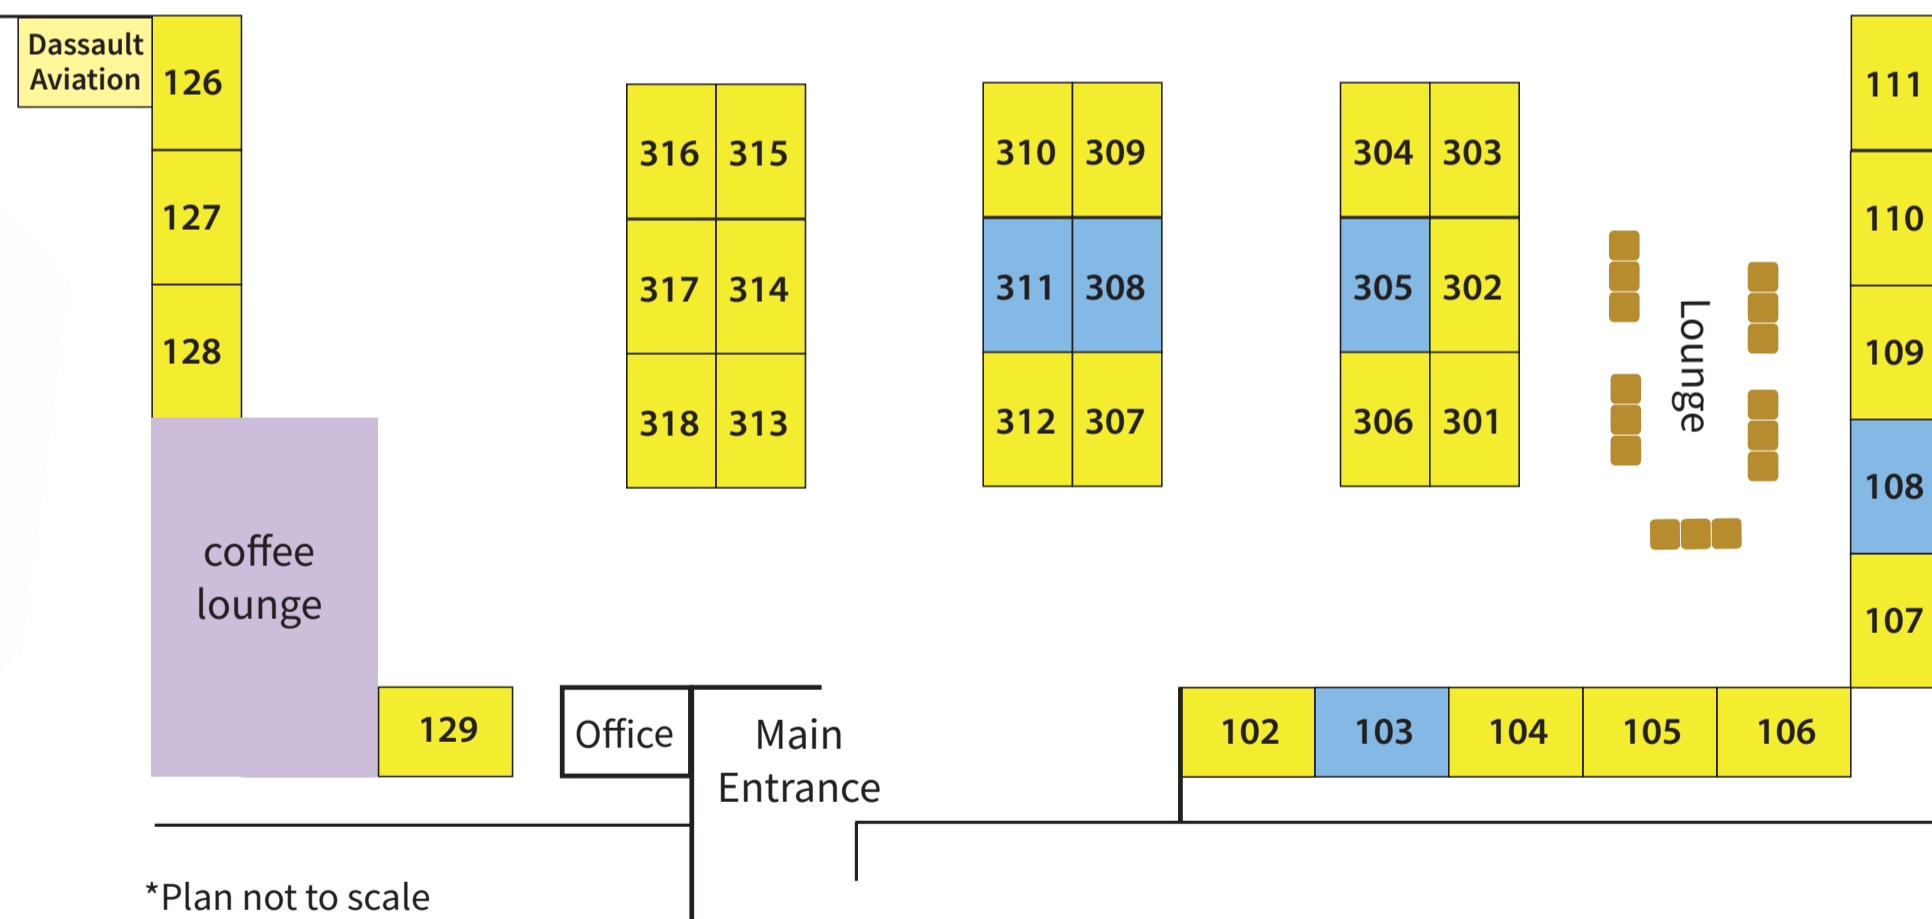 Dassault
Aviation
126
127
128
316 315
317 314
318 313
310 309
311 308
312 307
304 303
305 302
306 301
Lounge
111
110
109
108
107
coffee
lounge
129
Office
Main
Entrance
102 103 104 105 106
*Plan not to scale